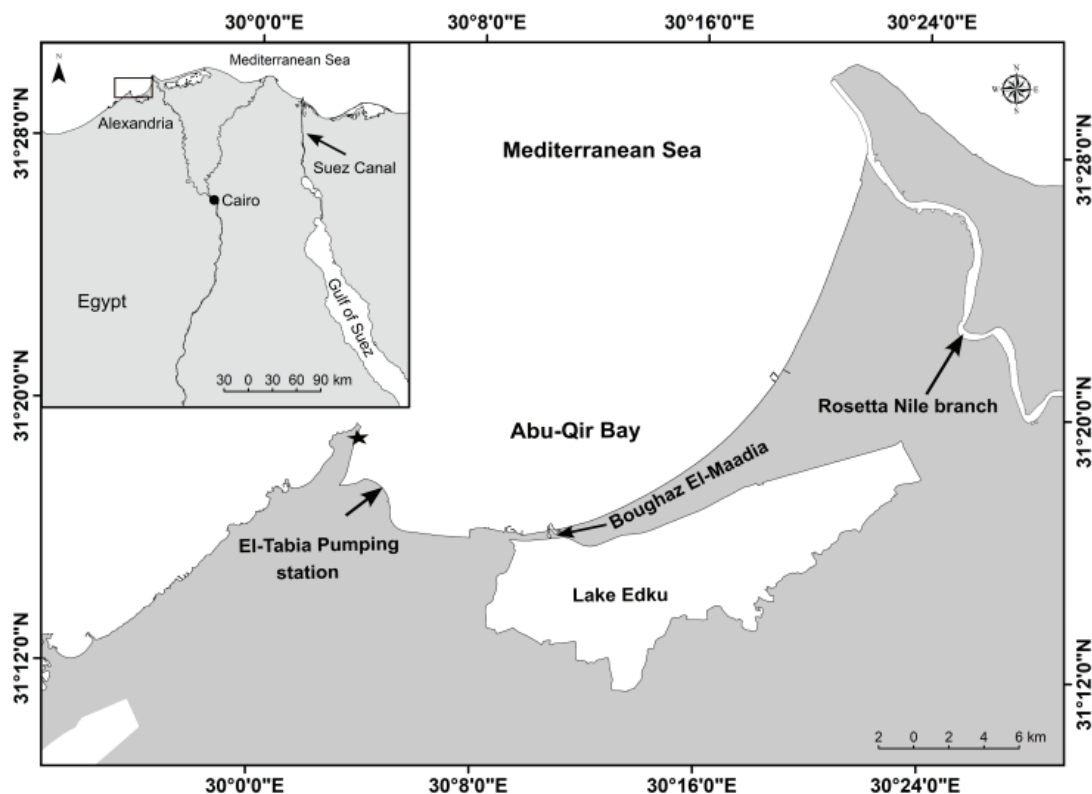 30°0'0"E 30°8'0"E 30°16'0"E 30°24'0"E
N
Mediterranean Sea
Alexandria
Suez Canal
Cairo
Egypt
Gulf of Suez
30 0 30 60 90 km
N
E
S
W
31°28'0"N
31°28'0"N
Mediterranean Sea
31°20'0"N
31°20'0"N
Rosetta Nile branch
Abu-Qir Bay
Boughaz El-Maadia
El-Tabia Pumping
station
Lake Edku
31°12'0"N
31°12'0"N
2 0 2 4 6 km
30°0'0"E 30°8'0"E 30°16'0"E 30°24'0"E